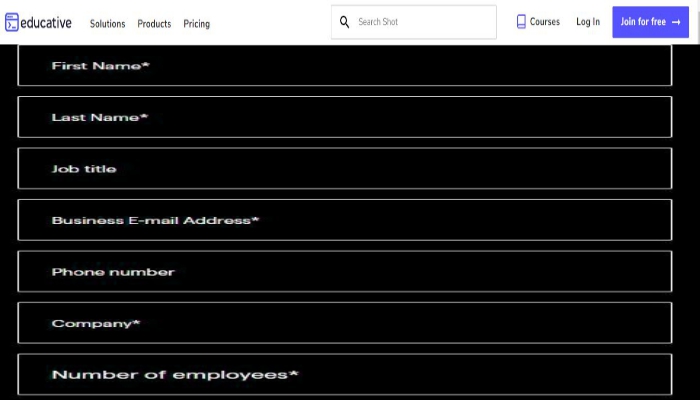 educative Solutions Products Pricing Search Shot Courses Log In Join for free →
First Name*
Last Name*
Job title
Business E-mail Address*
Phone number
Company*
Number of employees*